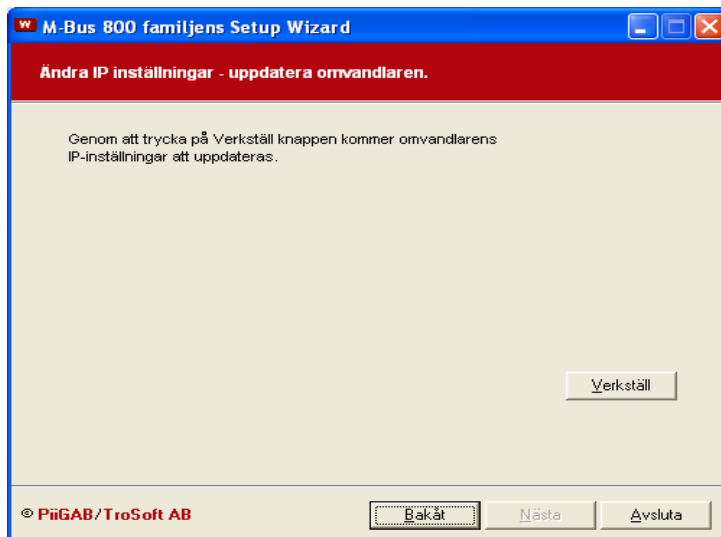 W M-Bus 800 familjens Setup Wizard
Ändra IP inställningar - uppdatera omvandlaren.
Genom att trycka på Verkställ knappen kommer omvandlarens
IP-inställningar att uppdateras.
Verkställ
© PiiGAB/TroSoft AB
Bakåt
Nästa
Avsluta